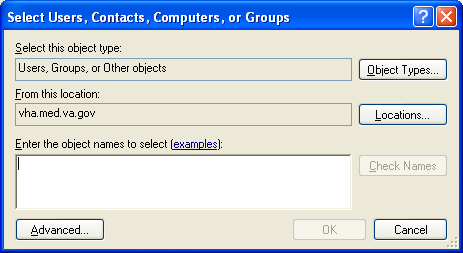 Select Users, Contacts, Computers, or Groups
Select this object type:
Users, Groups, or Other objects
Object Types...
From this location:
vha.med.va.gov
Locations...
Enter the object names to select (examples):
Check Names
Advanced...
OK
Cancel